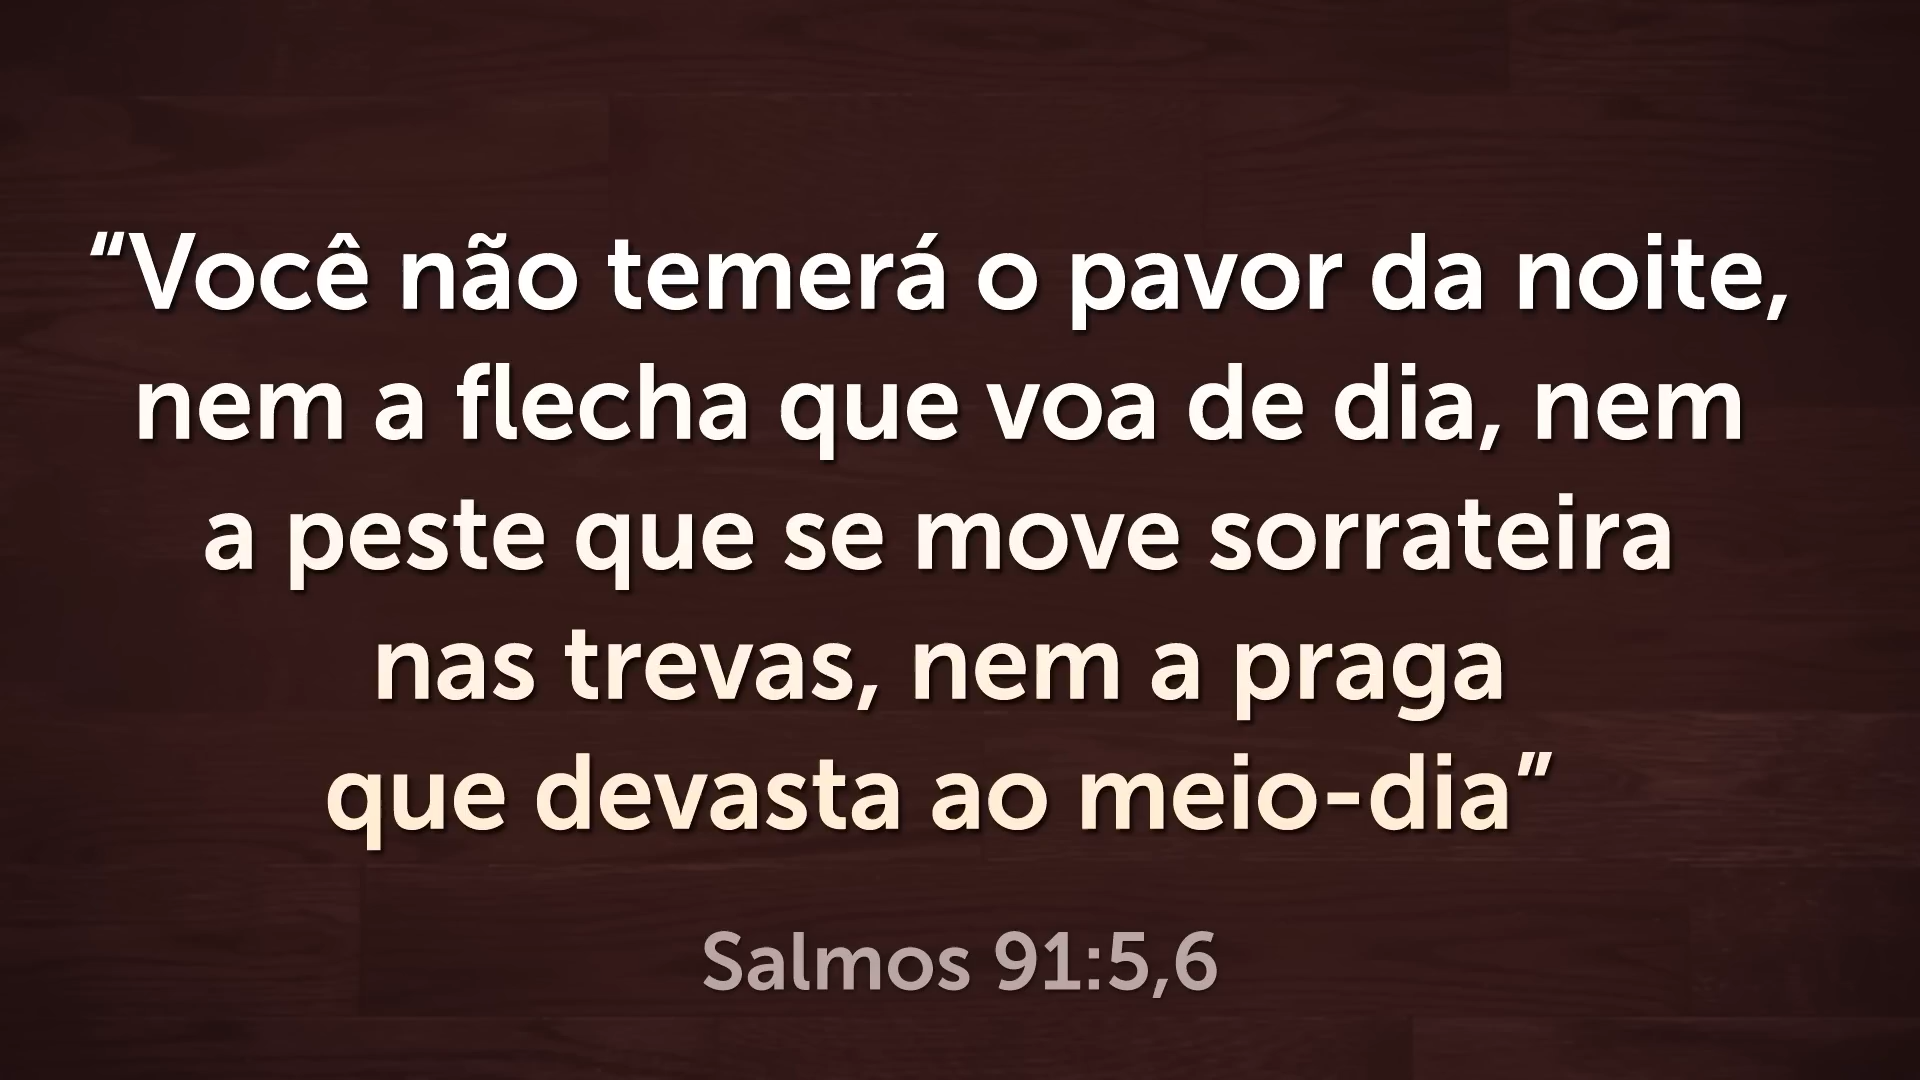 “Você não temerá o pavor da noite,
nem a flecha que voa de dia, nem
a peste que se move sorrateira
nas trevas, nem a praga
que devasta ao meio-dia”
Salmos 91:5,6